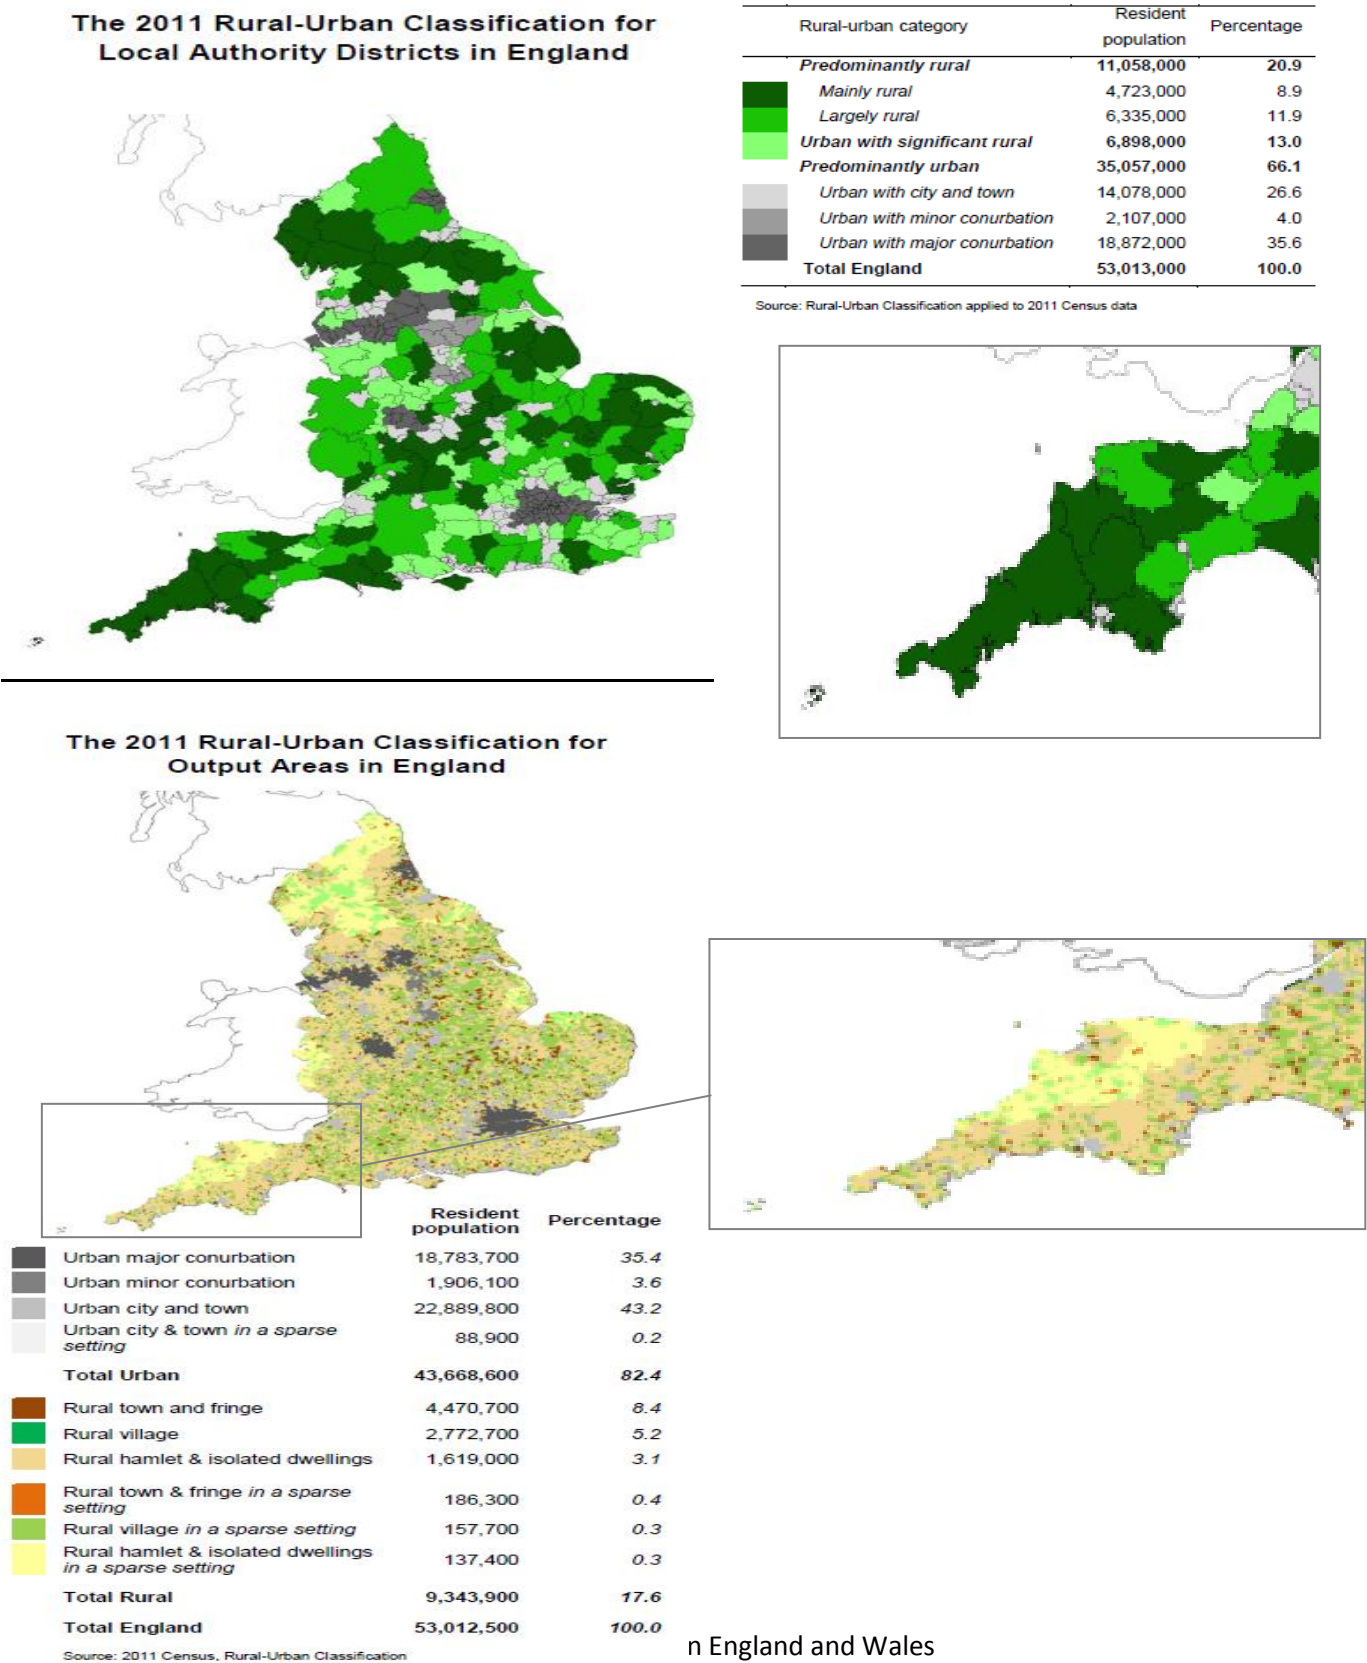 The 2011 Rural-Urban Classification for
Local Authority Districts in England
Rural-urban category Resident population Percentage
Predominantly rural 11,058,000 20.9
Mainly rural 4,723,000 8.9
Largely rural 6,335,000 11.9
Urban with significant rural 6,898,000 13.0
Predominantly urban 35,057,000 66.1
Urban with city and town 14,078,000 26.6
Urban with minor conurbation 2,107,000 4.0
Urban with major conurbation 18,872,000 35.6
Total England 53,013,000 100.0
Source: Rural-Urban Classification applied to 2011 Census data
The 2011 Rural-Urban Classification for
Output Areas in England
Resident population Percentage
Urban major conurbation 18,783,700 35.4
Urban minor conurbation 1,906,100 3.6
Urban city and town 22,889,800 43.2
Urban city & town in a sparse
setting 88,900 0.2
Total Urban 43,668,600 82.4
Rural town and fringe 4,470,700 8.4
Rural village 2,772,700 5.2
Rural hamlet & isolated dwellings 1,619,000 3.1
Rural town & fringe in a sparse
setting 186,300 0.4
Rural village in a sparse setting 157,700 0.3
Rural hamlet & isolated dwellings
in a sparse setting 137,400 0.3
Total Rural 9,343,900 17.6
Total England 53,012,500 100.0
Source: 2011 Census, Rural-Urban Classification
n England and Wales